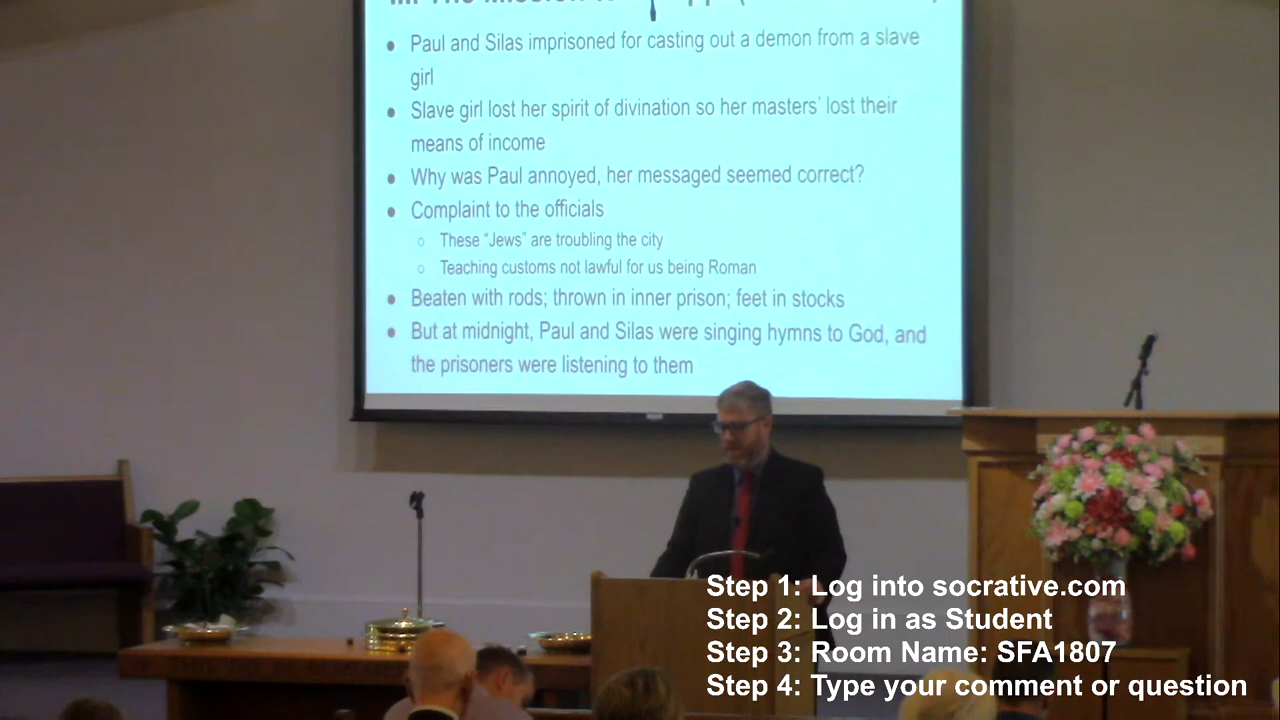 III. The Mission to
Paul and Silas imprisoned for casting out a demon from a slave
girl
Slave girl lost her spirit of divination so her masters' lost their
means of income
Why was Paul annoyed, her messaged seemed correct?
Complaint to the officials
These “Jews” are troubling the city
Teaching customs not lawful for us being Roman
Beaten with rods; thrown in inner prison; feet in stocks
But at midnight, Paul and Silas were singing hymns to God, and
the prisoners were listening to them
Step 1: Log into socrative.com
Step 2: Log in as Student
Step 3: Room Name: SFA1807
Step 4: Type your comment or question